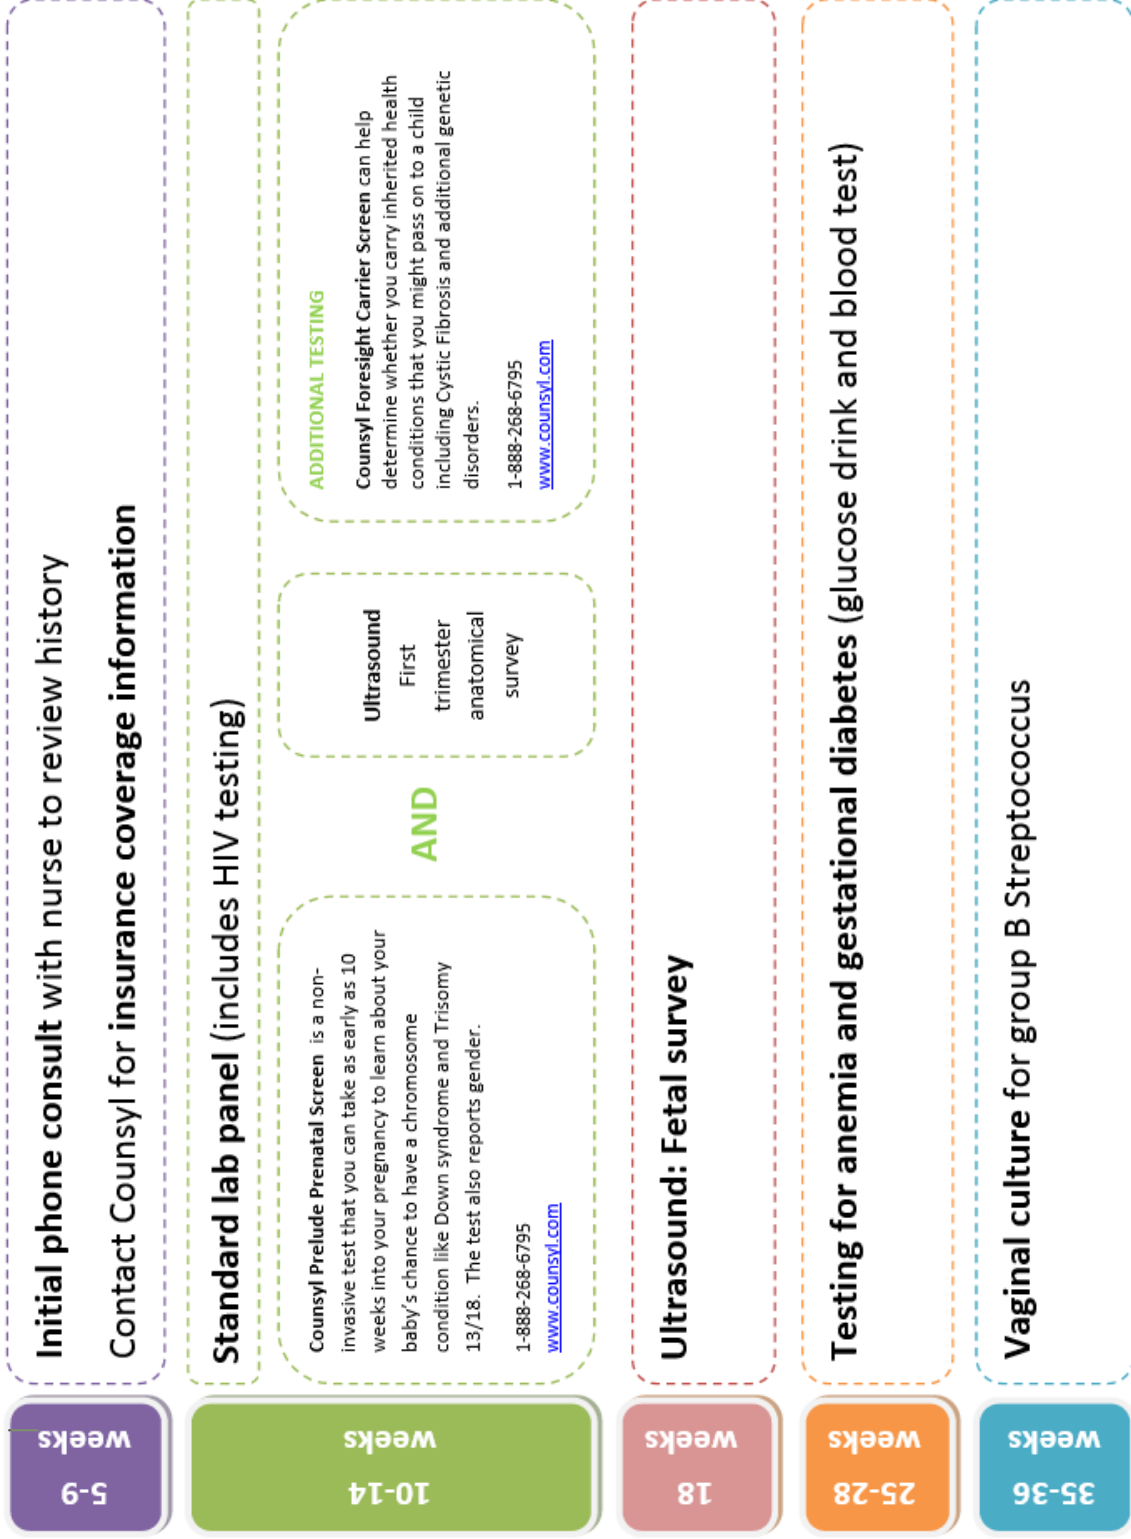 5-9
weeks
Initial phone consult with nurse to review history
Contact Counsyl for insurance coverage information
10-14
weeks
Standard lab panel (includes HIV testing)
Counsyl Prelude Prenatal Screen is a non-
invasive test that you can take as early as 10
weeks into your pregnancy to learn about your
baby's chance to have a chromosome
condition like Down syndrome and Trisomy
13/18. The test also reports gender.
1-888-268-6795
www.counsyl.com
AND
Ultrasound
First
trimester
anatomical
survey
ADDITIONAL TESTING
Counsyl Foresight Carrier Screen can help
determine whether you carry inherited health
conditions that you might pass on to a child
including Cystic Fibrosis and additional genetic
disorders.
1-888-268-6795
www.counsyl.com
18
weeks
Ultrasound: Fetal survey
25-28
weeks
Testing for anemia and gestational diabetes (glucose drink and blood test)
35-36
weeks
Vaginal culture for group B Streptococcus